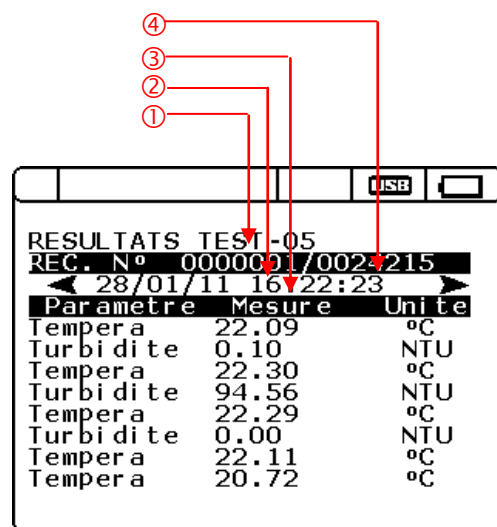 ④
③
②
①
USB
RESULTATS TEST-05
REC. Nº 0000001/0024215
28/01/11 16:22:23
Parametre Mesure Unite
Tempera 22.09 ºC
Turbidite 0.10 NTU
Tempera 22.30 ºC
Turbidite 94.56 NTU
Tempera 22.29 ºC
Turbidite 0.00 NTU
Tempera 22.11 ºC
Tempera 20.72 ºC